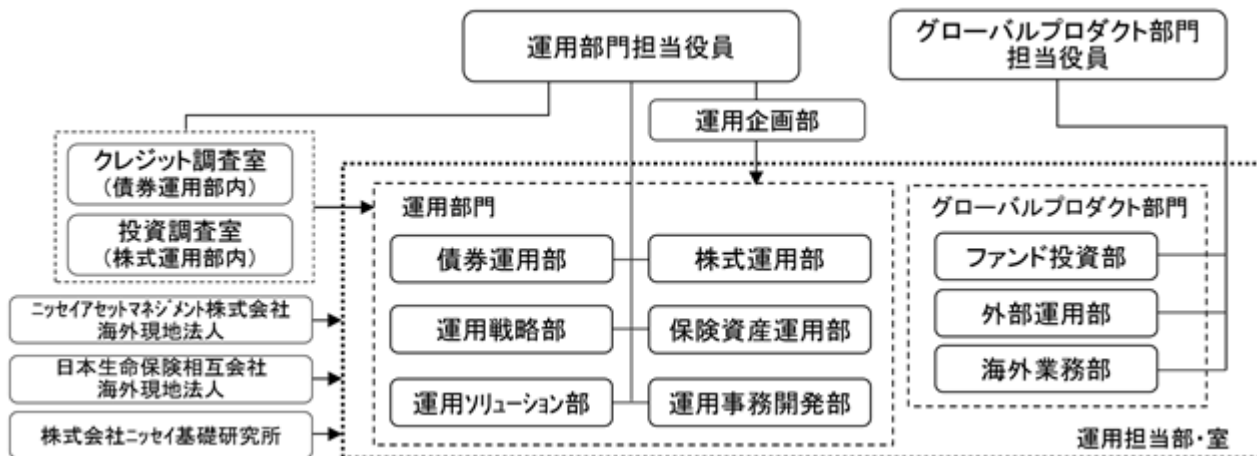 運用部門担当役員
グローバルプロダクト部門
担当役員
運用企画部
クレジット調査室
(債券運用部内)
投資調査室
(株式運用部内)
運用部門
債券運用部
株式運用部
運用戦略部
保険資産運用部
運用ソリューション部
運用事務開発部
グローバルプロダクト部門
ファンド投資部
外部運用部
海外業務部
ニッセイアセットマネジメント株式会社
海外現地法人
日本生命保険相互会社
海外現地法人
株式会社ニッセイ基礎研究所
運用担当部・室